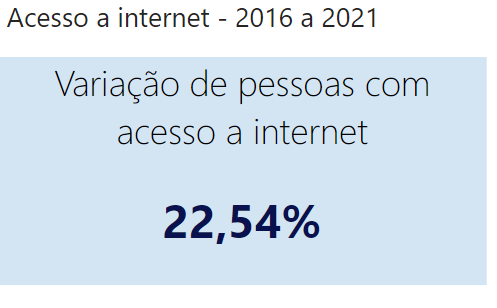 Acesso a internet - 2016 a 2021
Variação de pessoas com
acesso a internet
22,54%